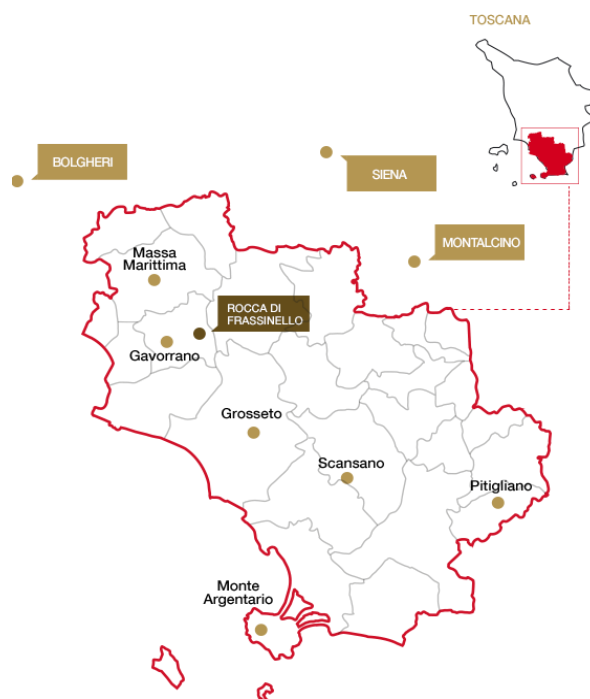 TOSCANA
BOLGHERI
SIENA
MONTALCINO
Massa
Marittima
ROCCA DI
FRASSINELLO
Gavorrano
Grosseto
Scansano
Pitigliano
Monte
Argentario